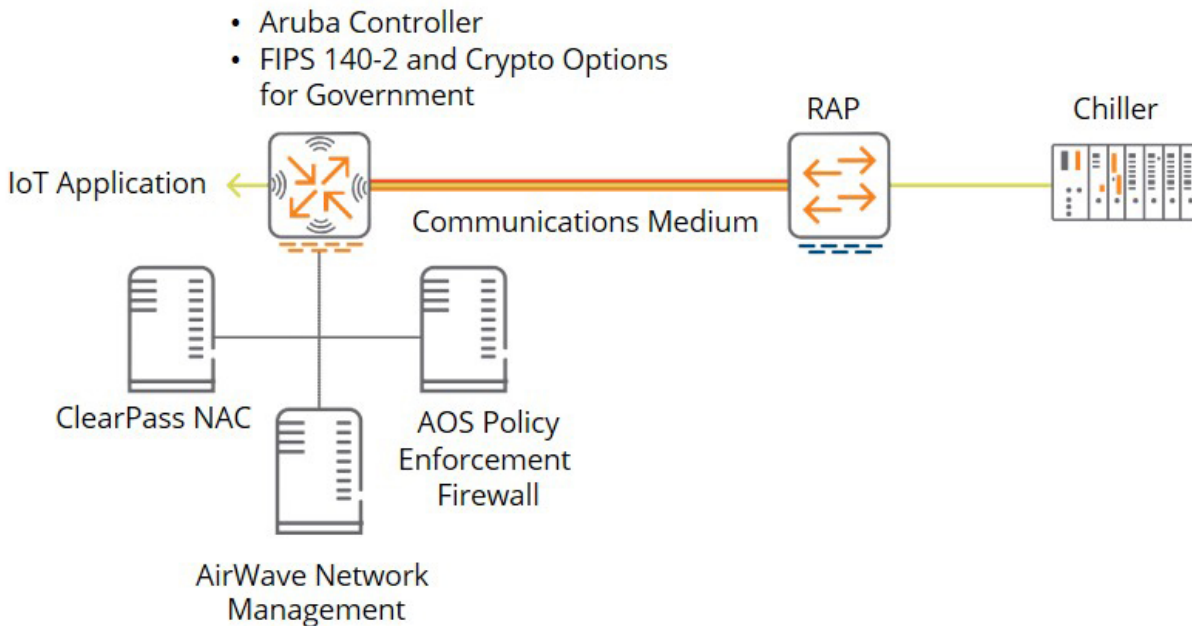 • Aruba Controller
• FIPS 140-2 and Crypto Options
for Government
RAP
Chiller
IoT Application
Communications Medium
ClearPass NAC
AOS Policy
Enforcement
Firewall
AirWave Network
Management